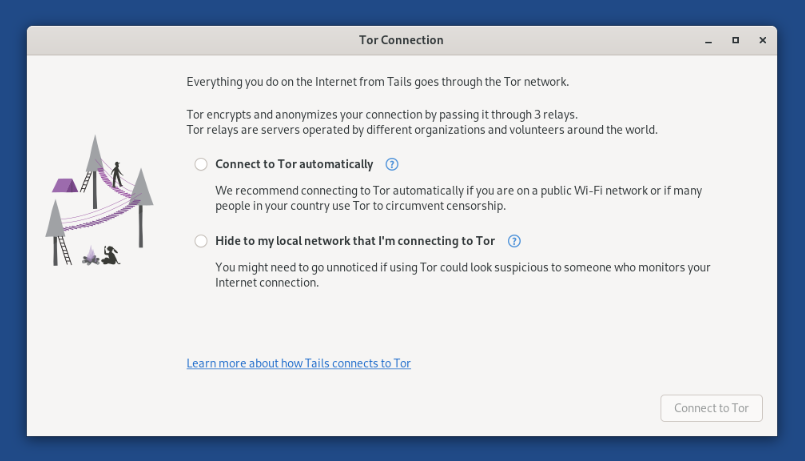 Tor Connection
Everything you do on the Internet from Tails goes through the Tor network.
Tor encrypts and anonymizes your connection by passing it through 3 relays.
Tor relays are servers operated by different organizations and volunteers around the world.
Connect to Tor automatically ?
We recommend connecting to Tor automatically if you are on a public Wi-Fi network or if many
people in your country use Tor to circumvent censorship.
Hide to my local network that I'm connecting to Tor ?
You might need to go unnoticed if using Tor could look suspicious to someone who monitors your
Internet connection.
Learn more about how Tails connects to Tor
Connect to Tor